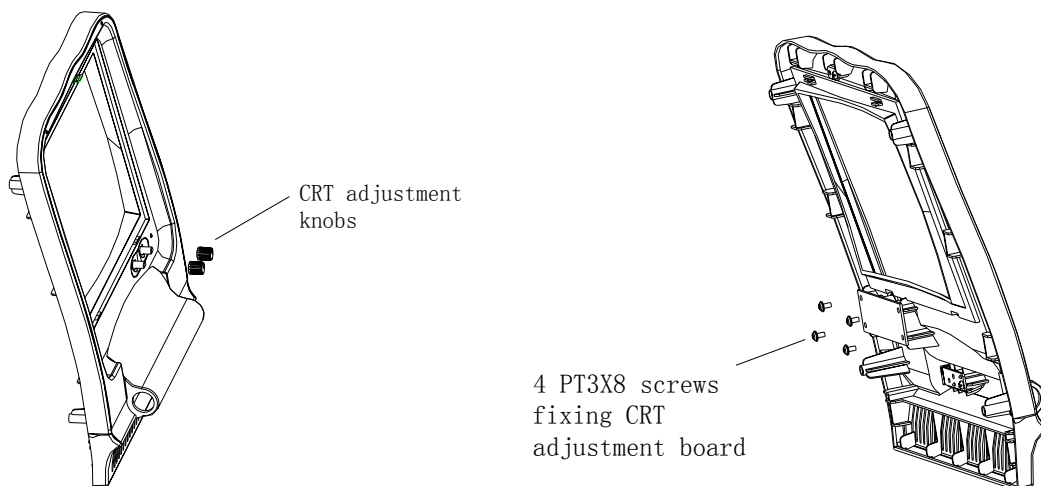 CRT adjustment
knobs
4 PT3X8 screws
fixing CRT
adjustment board